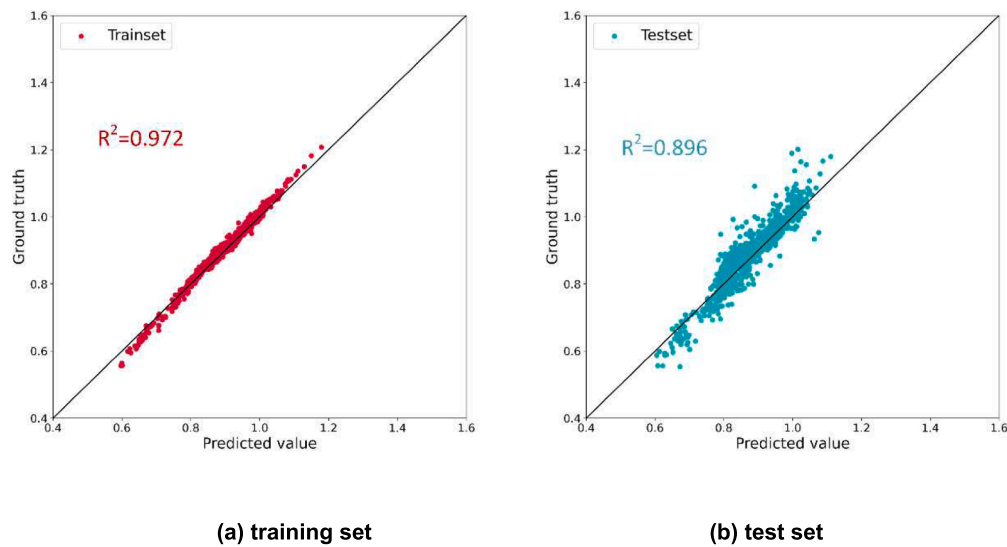 Trainset
R²=0.972
Ground truth
1.6
1.4
1.2
1.0
0.8
0.6
0.4
0.4 0.6 0.8 1.0 1.2 1.4 1.6
Predicted value
(a) training set
Testset
R²=0.896
Ground truth
1.6
1.4
1.2
1.0
0.8
0.6
0.4
0.4 0.6 0.8 1.0 1.2 1.4 1.6
Predicted value
(b) test set